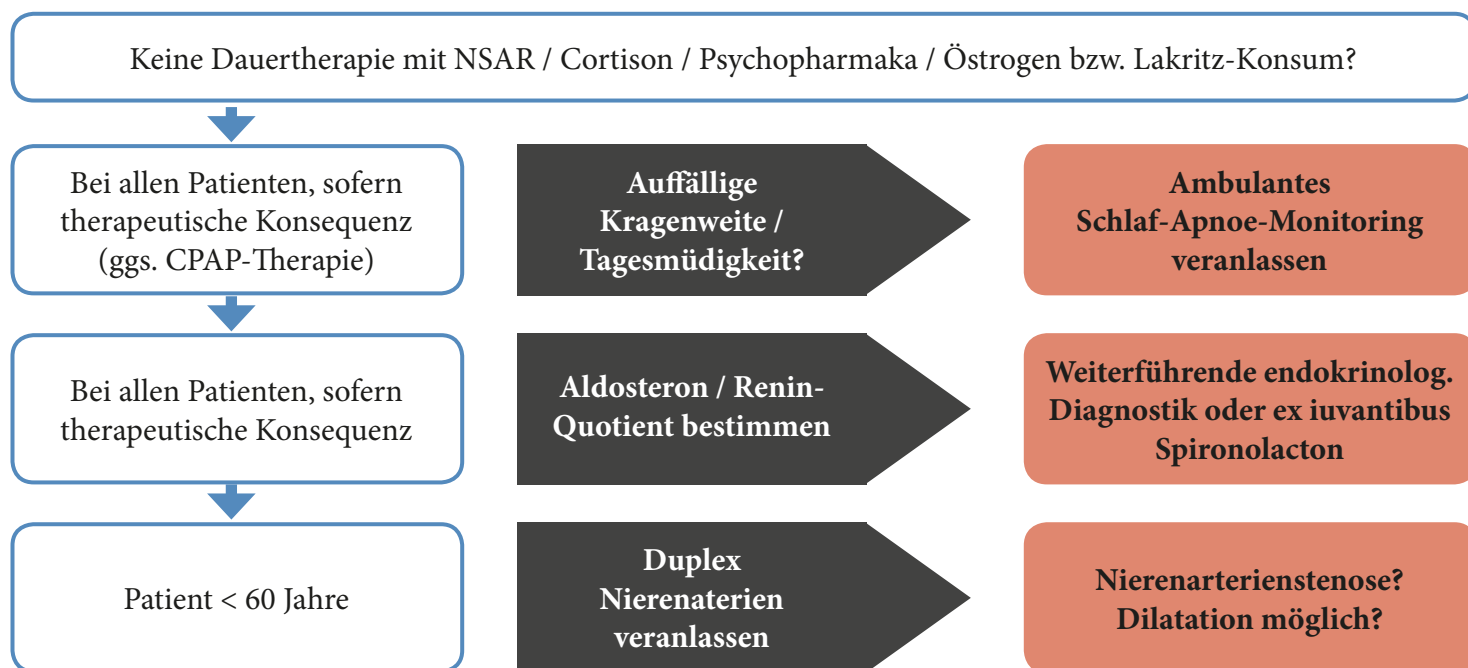 Keine Dauertherapie mit NSAR / Cortison / Psychopharmaka / Östrogen bzw. Lakritz-Konsum?
Bei allen Patienten, sofern
therapeutische Konsequenz
(ggs. CPAP-Therapie)
Auffällige
Kragenweite /
Tagesmüdigkeit?
Ambulantes
Schlaf-Apnoe-Monitoring
veranlassen
Bei allen Patienten, sofern
therapeutische Konsequenz
Aldosteron / Renin-
Quotient bestimmen
Weiterführende endokrinolog.
Diagnostik oder ex iuvantibus
Spironolacton
Patient < 60 Jahre
Duplex
Nierenaterien
veranlassen
Nierenarterienstenose?
Dilatation möglich?